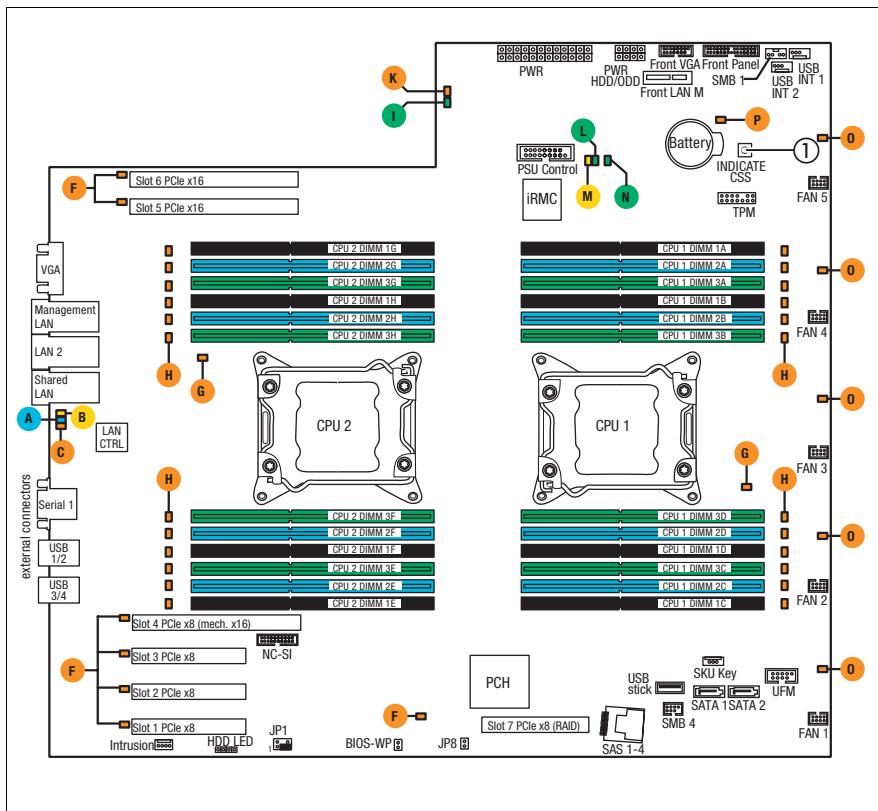 PWR
PWR
HDD/ODD
Front VGA
Front Panel
Front LAN M
SMB 1
USB
INT 2
USB
INT 1
K
I
L
M
N
P
O
PSU Control
iRMC
Battery
1
INDICATE
CSS
TPM
FAN 5
F
Slot 6 PCIe x16
Slot 5 PCIe x16
VGA
Management
LAN
LAN 2
Shared
LAN
A
B
C
LAN
CTRL
CPU 2 DIMM 1G
CPU 2 DIMM 2G
CPU 2 DIMM 3G
CPU 2 DIMM 1H
CPU 2 DIMM 2H
CPU 2 DIMM 3H
CPU 1 DIMM 1A
CPU 1 DIMM 2A
CPU 1 DIMM 3A
CPU 1 DIMM 1B
CPU 1 DIMM 2B
CPU 1 DIMM 3B
O
FAN 4
H
G
H
CPU 2
CPU 1
O
FAN 3
G
H
H
external connectors
Serial 1
USB
1/2
USB
3/4
CPU 2 DIMM 3F
CPU 2 DIMM 2F
CPU 2 DIMM 1F
CPU 2 DIMM 3E
CPU 2 DIMM 2E
CPU 2 DIMM 1E
CPU 1 DIMM 3D
CPU 1 DIMM 2D
CPU 1 DIMM 1D
CPU 1 DIMM 3C
CPU 1 DIMM 2C
CPU 1 DIMM 1C
O
FAN 2
F
Slot 4 PCIe x8 (mech. x16)
Slot 3 PCIe x8
Slot 2 PCIe x8
Slot 1 PCIe x8
NC-SI
PCH
F
Slot 7 PCIe x8 (RAID)
USB
stick
SKU Key
SATA 1
SATA 2
UFM
SMB 4
SAS 1-4
O
FAN 1
Intrusion
HDD LED
JP1
1
BIOS-WP
JP8